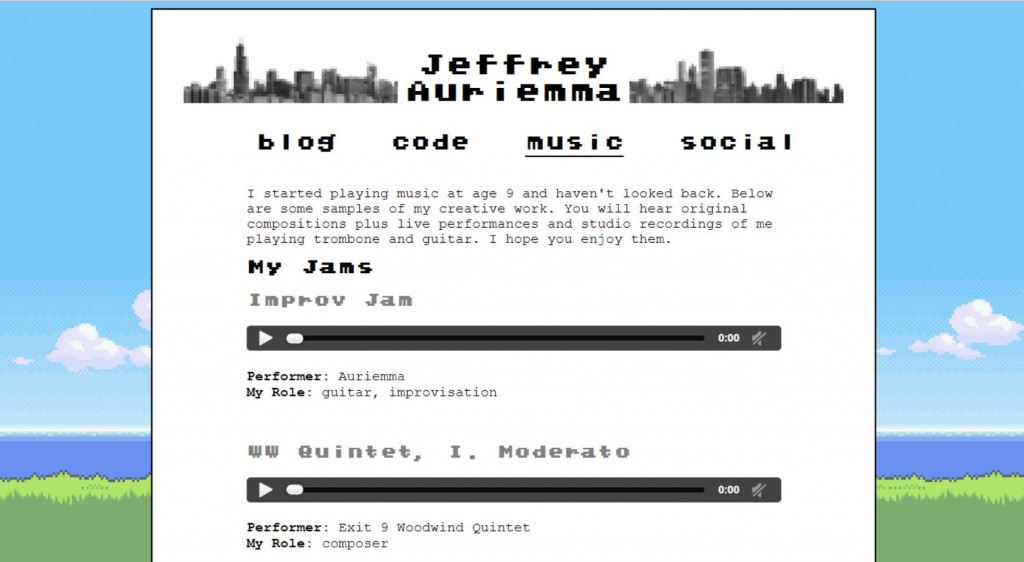 Jeffrey
Auriemma
blog code music social
I started playing music at age 9 and haven't looked back. Below
are some samples of my creative work. You will hear original
compositions plus live performances and studio recordings of me
playing trombone and guitar. I hope you enjoy them.
My Jams
Improv Jam
0:00
Performer: Auriemma
My Role: guitar, improvisation
WW Quintet, I. Moderato
0:00
Performer: Exit 9 Woodwind Quintet
My Role: composer